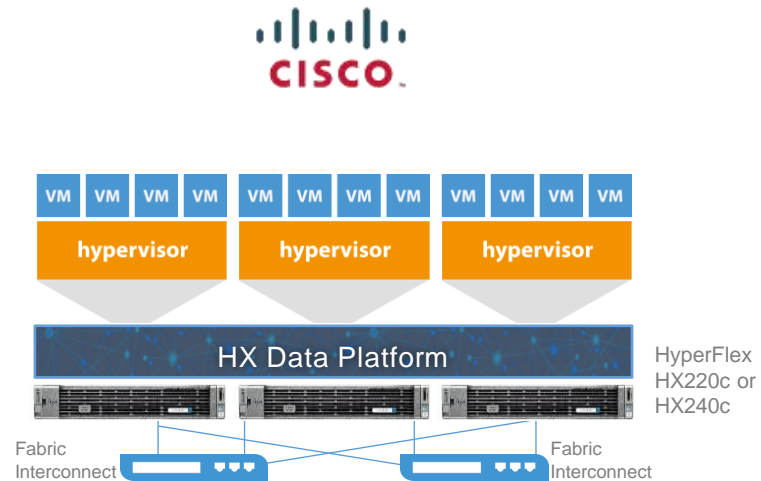 CISCO
VM VM VM VM VM VM VM VM VM VM VM VM
hypervisor hypervisor hypervisor
HX Data Platform
HyperFlex
HX220c or
HX240c
Fabric
Interconnect
Fabric
Interconnect